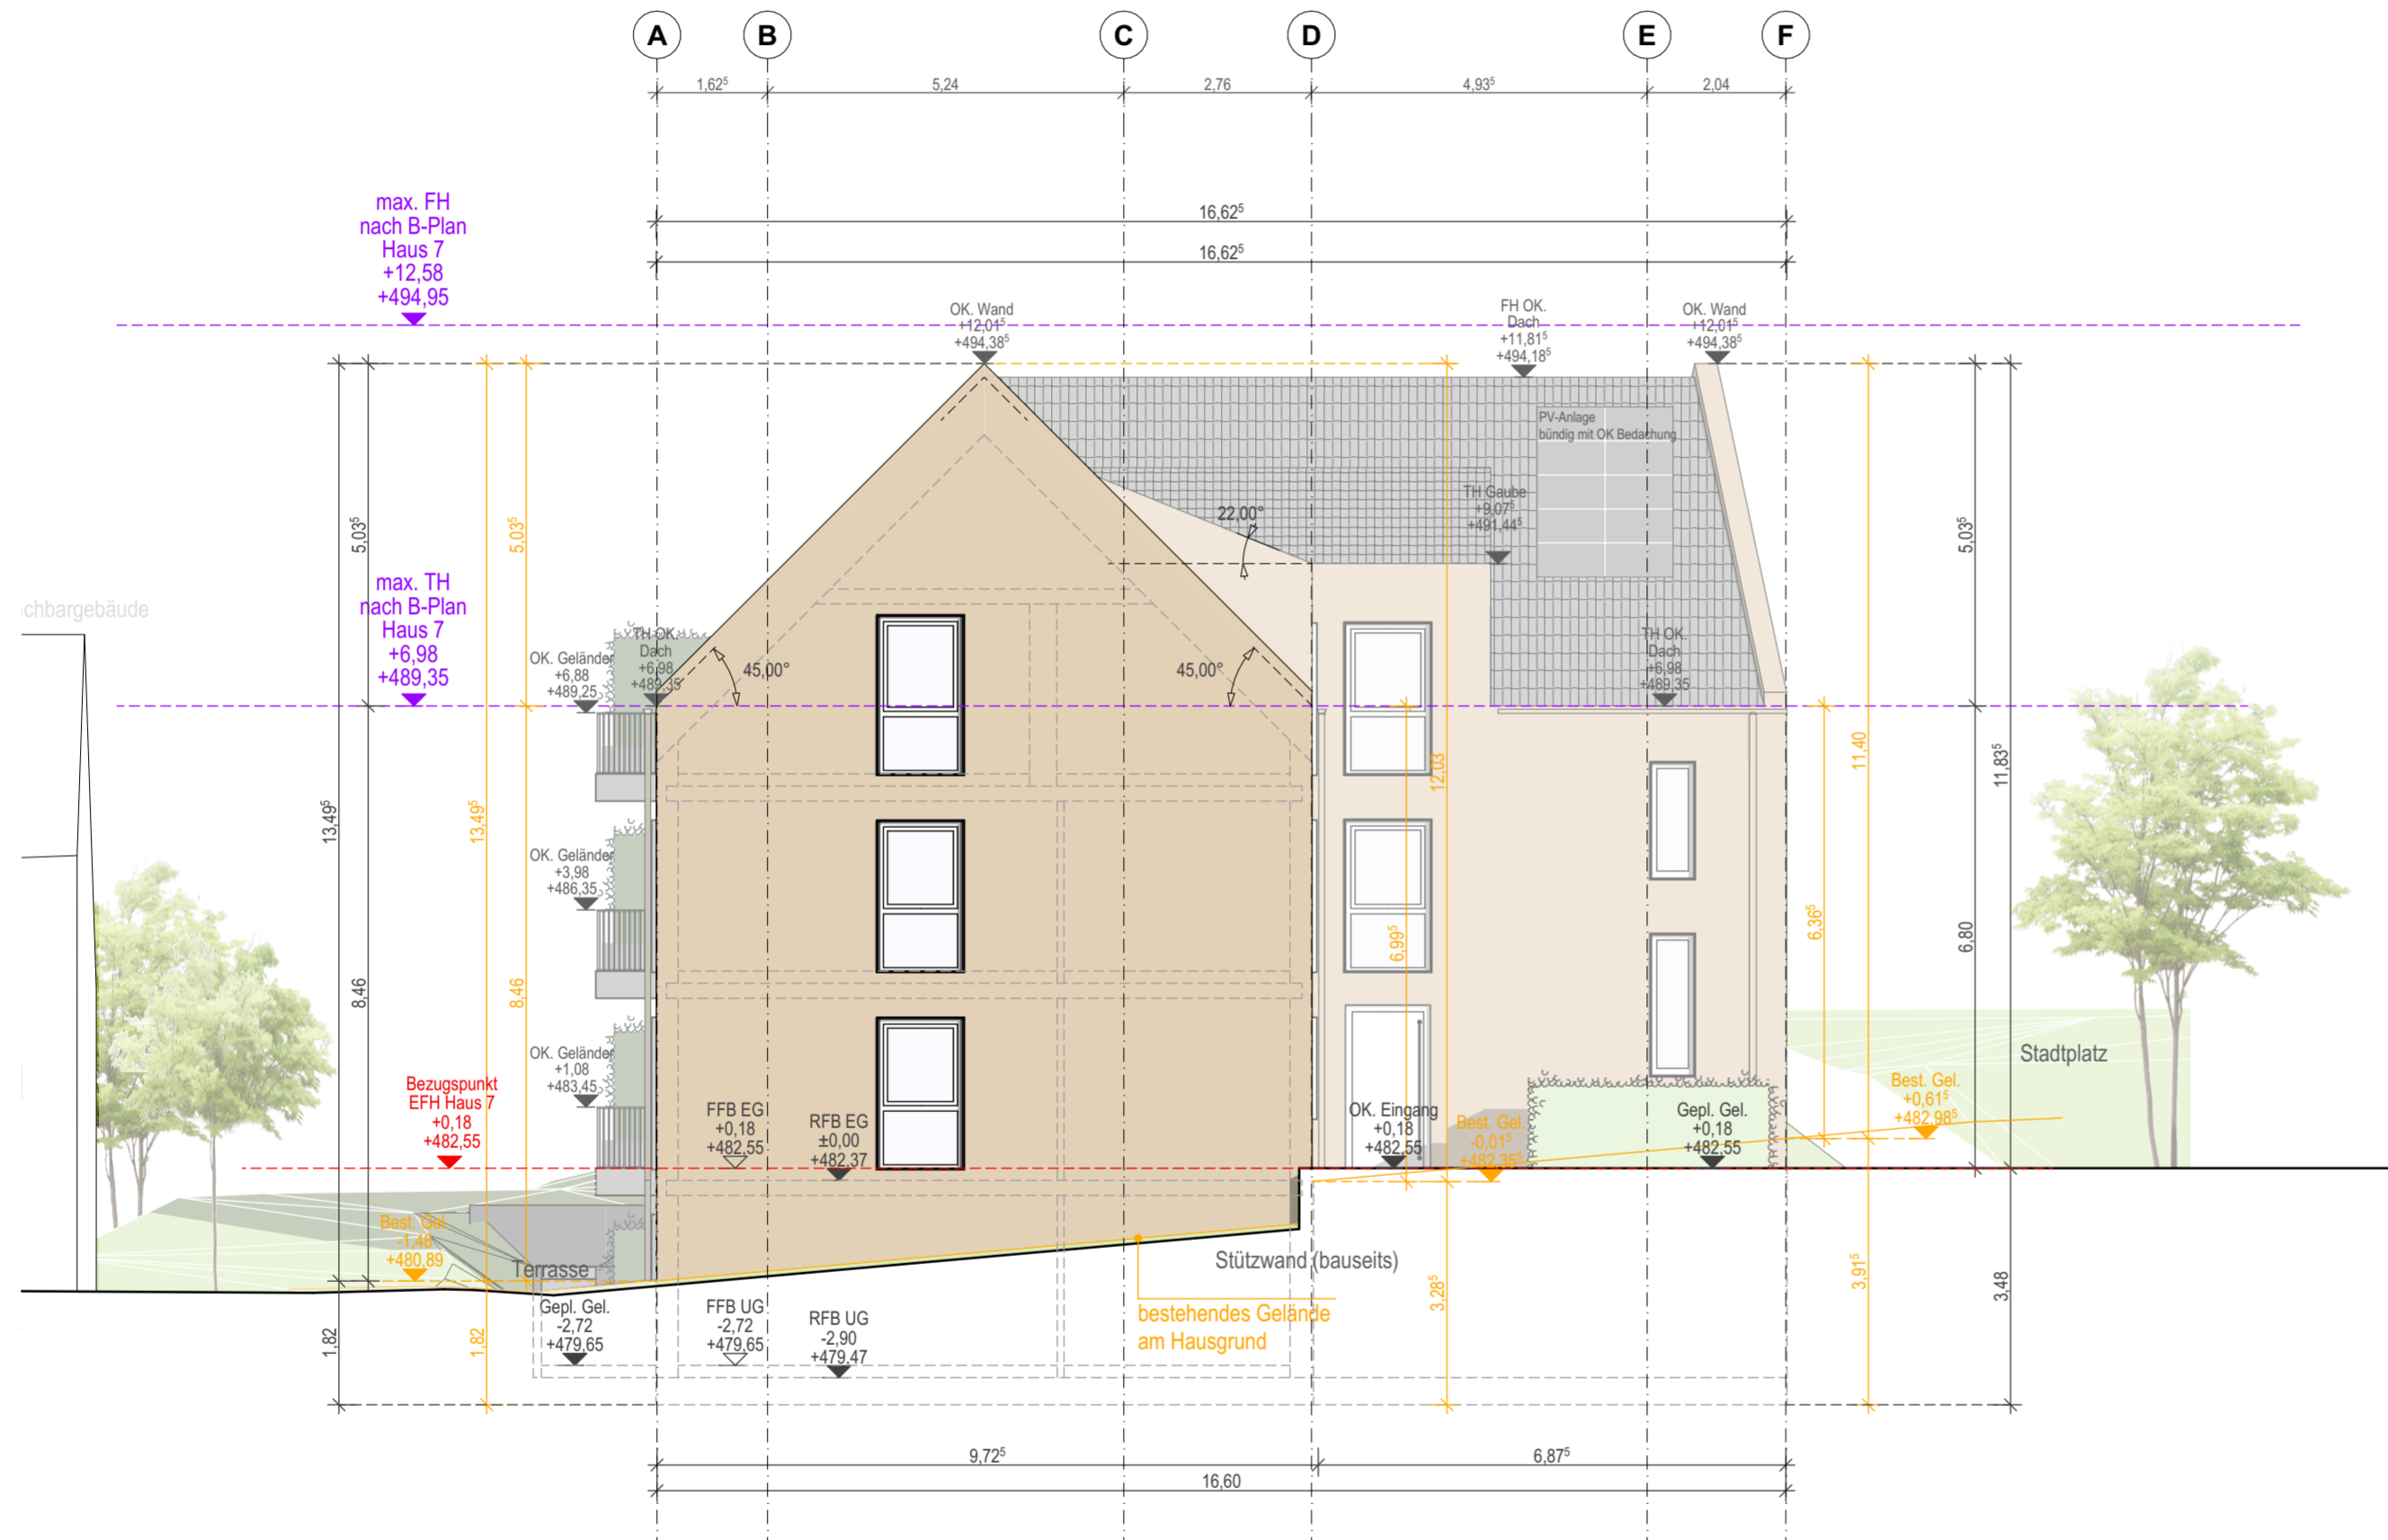 A B C D E F
1,62⁵ 5,24 2,76 4,93⁵ 2,04
16,62⁵
16,62⁵
max. FH
nach B-Plan
Haus 7
+12,58
+494,95
OK. Wand
+12,01⁵
+494,38⁵
FH OK.
Dach
+11,81⁵
+494,18⁵
OK. Wand
+12,01⁵
+494,38⁵
PV-Anlage
bündig mit OK Bedachung
TH Gaube
+9,07⁵
+491,44⁵
22,00°
5,03⁵
5,03⁵
5,03⁵
max. TH
nach B-Plan
Haus 7
+6,98
+489,35
chbargebäude
OK. Geländer
+6,88
+489,25
TH OK.
Dach
+6,98
+489,35
45,00°
45,00°
TH OK.
Dach
+6,98
+489,35
13,49⁵
13,49⁵
12,03
11,40
11,83⁵
OK. Geländer
+3,98
+486,35
8,46
8,46
6,99⁵
6,36⁵
6,80
OK. Geländer
+1,08
+483,45
Stadtplatz
Bezugspunkt
EFH Haus 7
+0,18
+482,55
FFB EG
+0,18
+482,55
RFB EG
±0,00
+482,37
OK. Eingang
+0,18
+482,55
Best. Gel.
-0,01⁵
+482,35⁵
Gepl. Gel.
+0,18
+482,55
Best. Gel.
+0,61⁵
+482,98⁵
Best. Gel.
-1,48
+480,89
Terrasse
Stützwand (bauseits)
bestehendes Gelände
am Hausgrund
Gepl. Gel.
-2,72
+479,65
FFB UG
-2,72
+479,65
RFB UG
-2,90
+479,47
1,82
1,82
3,28⁵
3,91⁵
3,48
9,72⁵ 6,87⁵
16,60